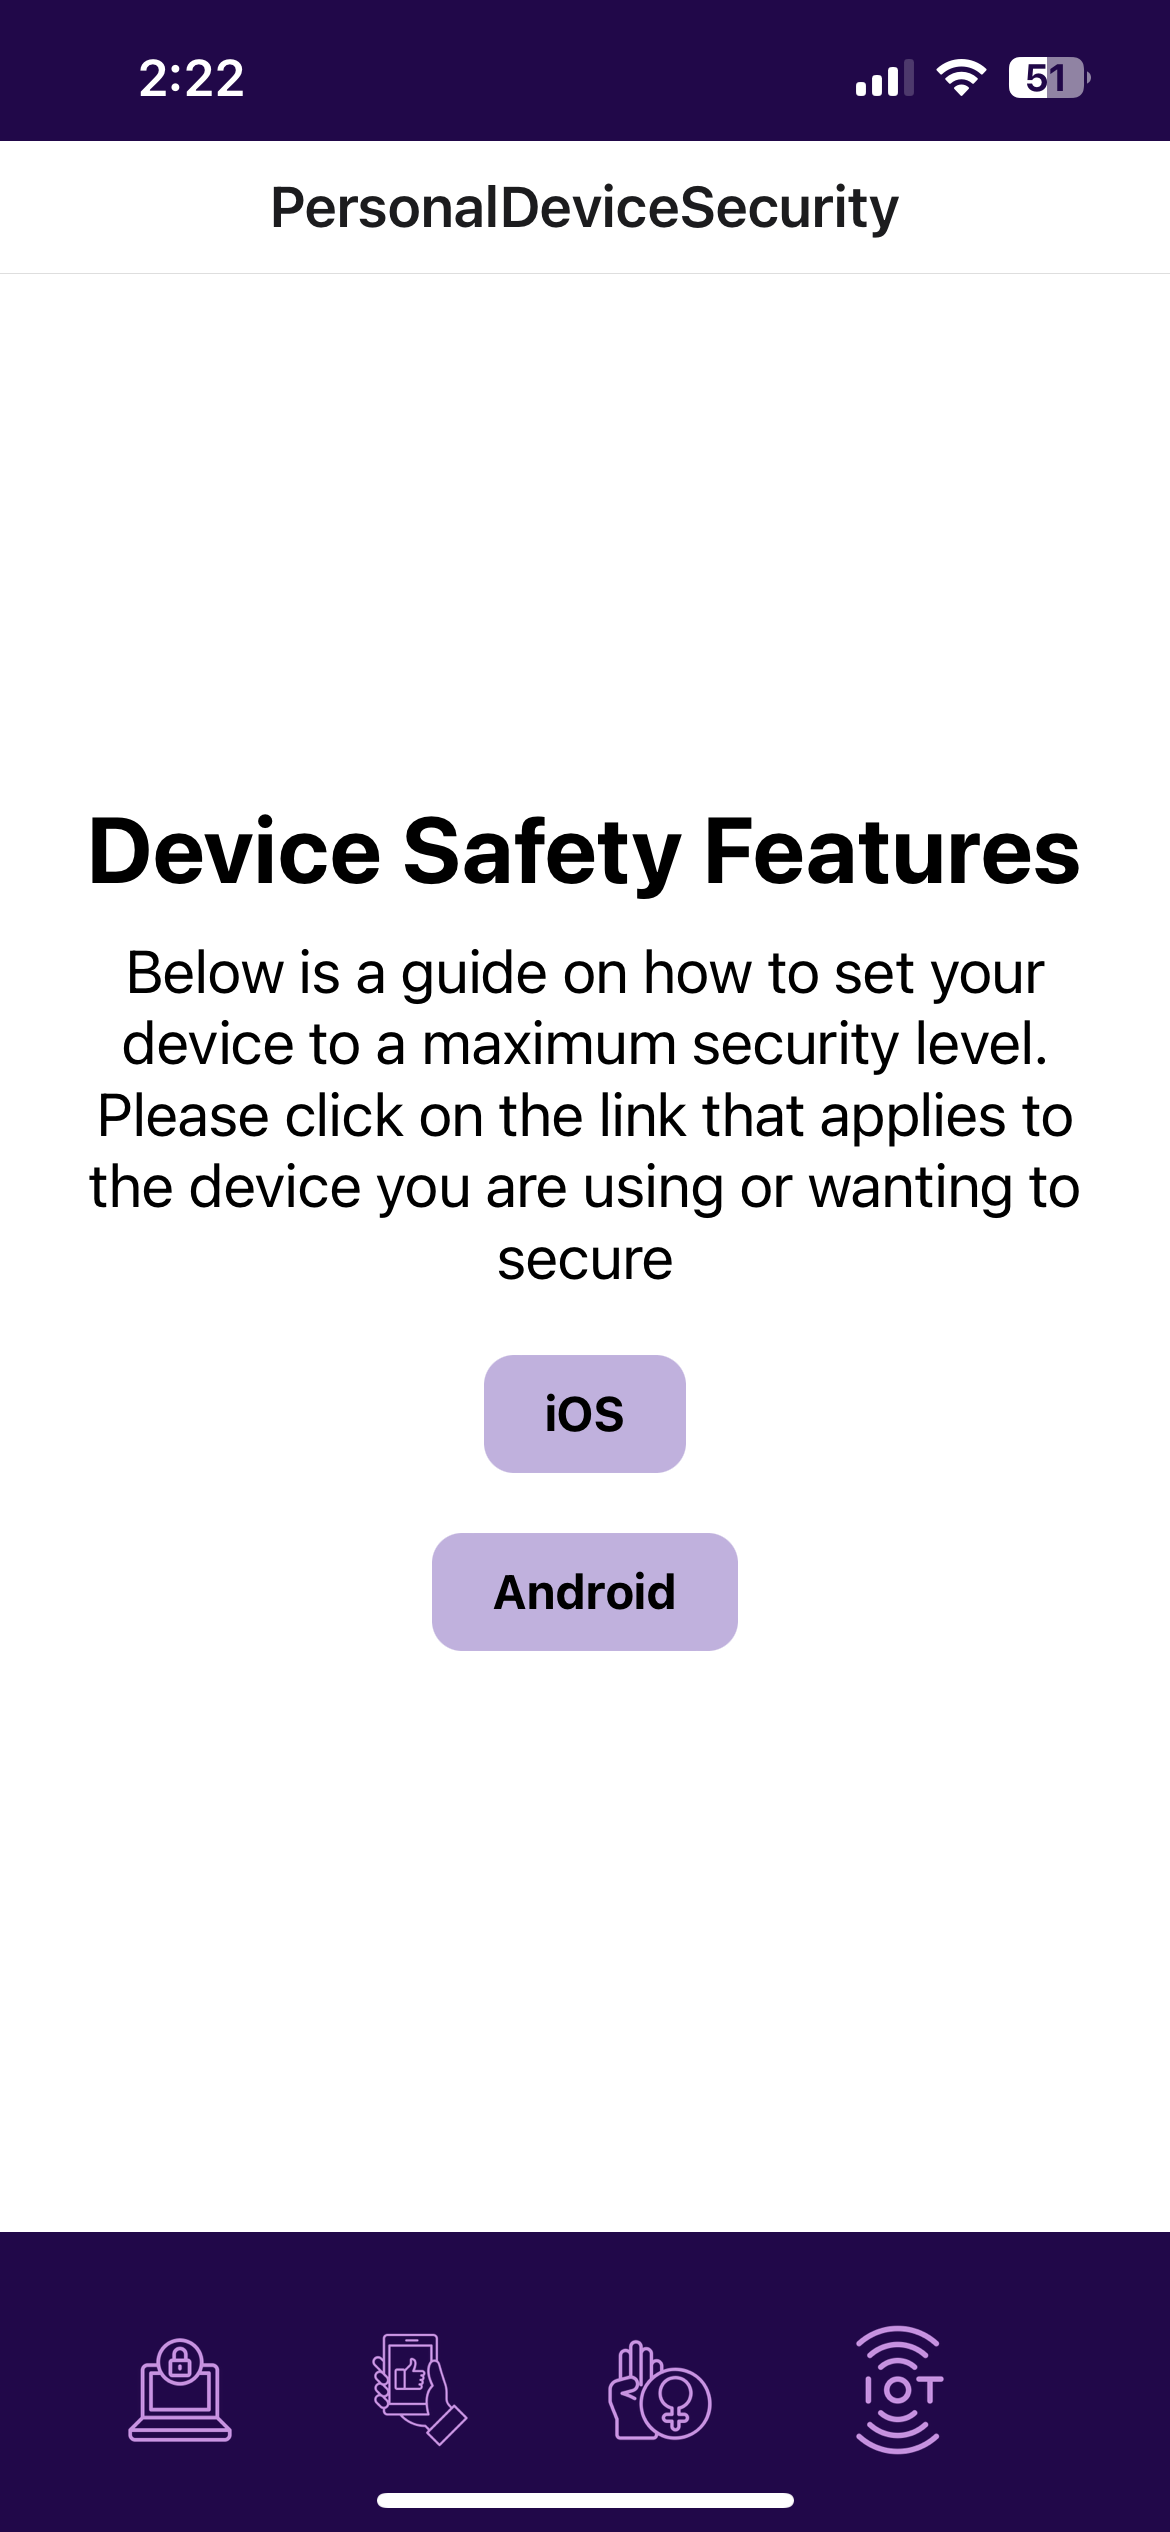 2:22
51
PersonalDeviceSecurity
Device Safety Features
Below is a guide on how to set your
device to a maximum security level.
Please click on the link that applies to
the device you are using or wanting to
secure
iOS
Android
IOT